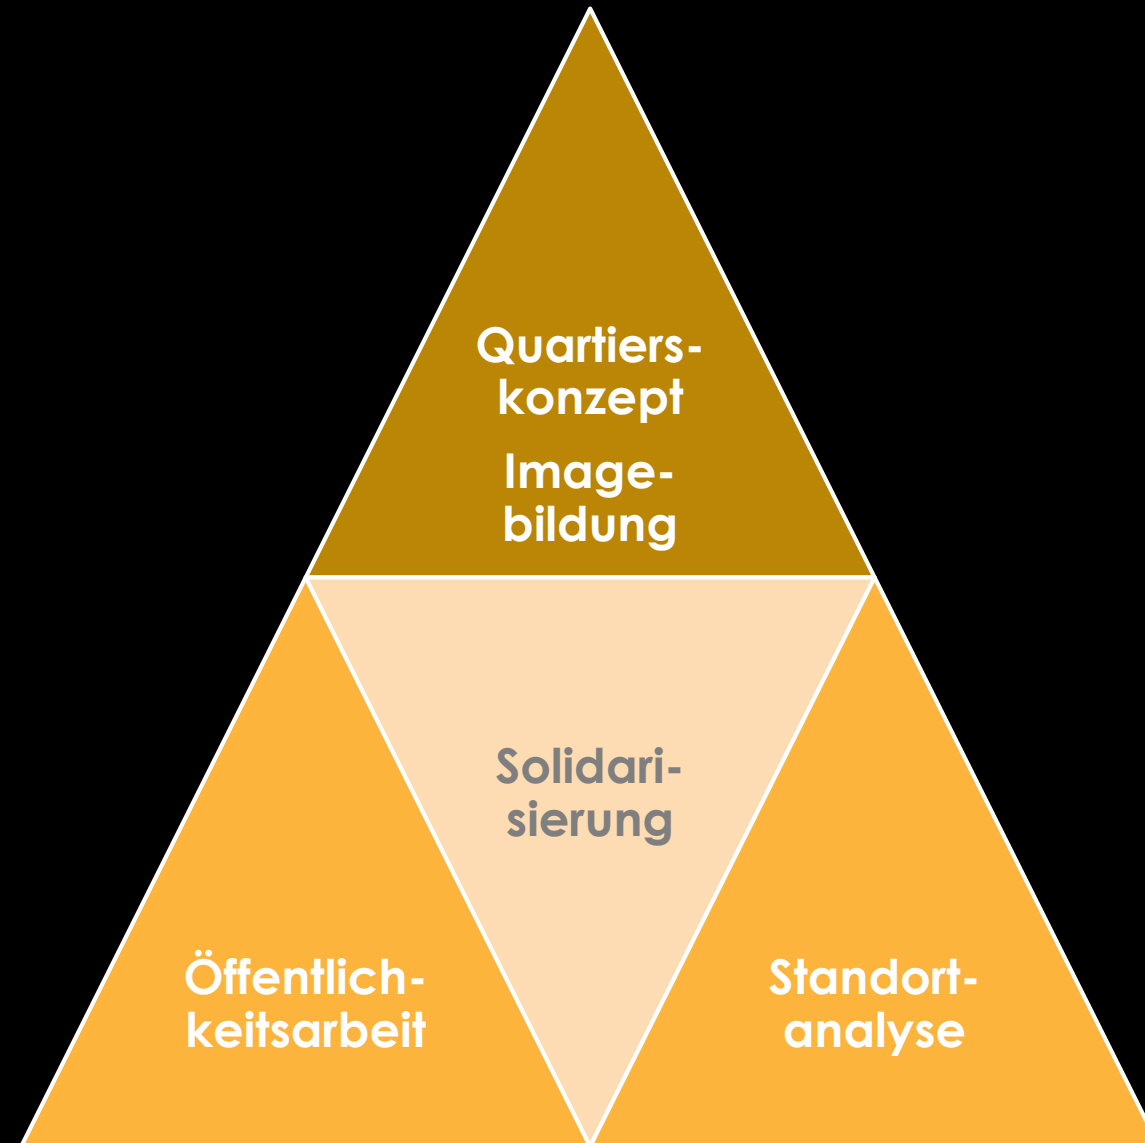 Quartiers-
konzept
Image-
bildung
Solidari-
sierung
Öffentlich-
keitsarbeit
Standort-
analyse